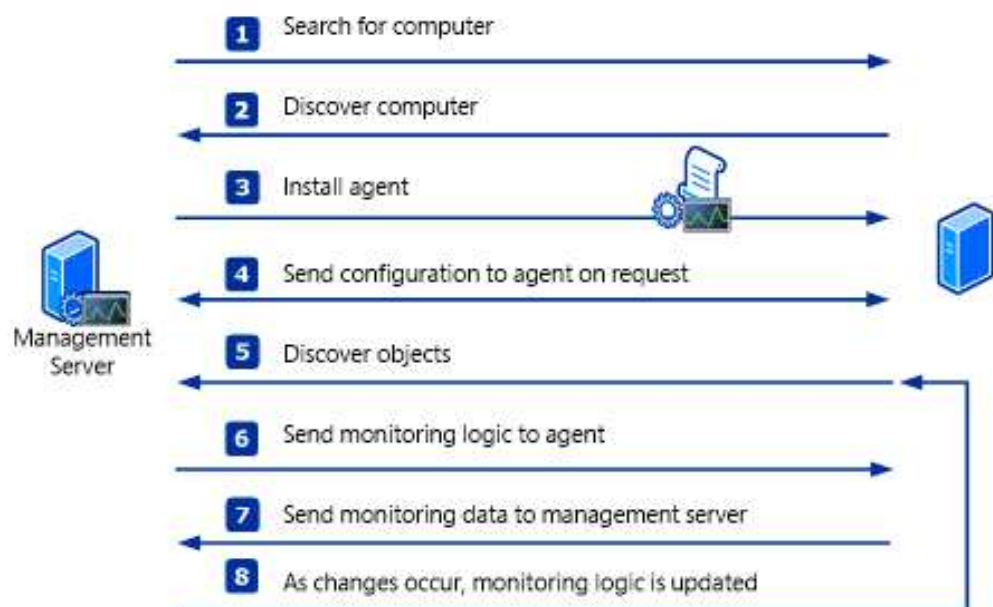 1 Search for computer
2 Discover computer
3 Install agent
4 Send configuration to agent on request
Management
Server
5 Discover objects
6 Send monitoring logic to agent
7 Send monitoring data to management server
8 As changes occur, monitoring logic is updated